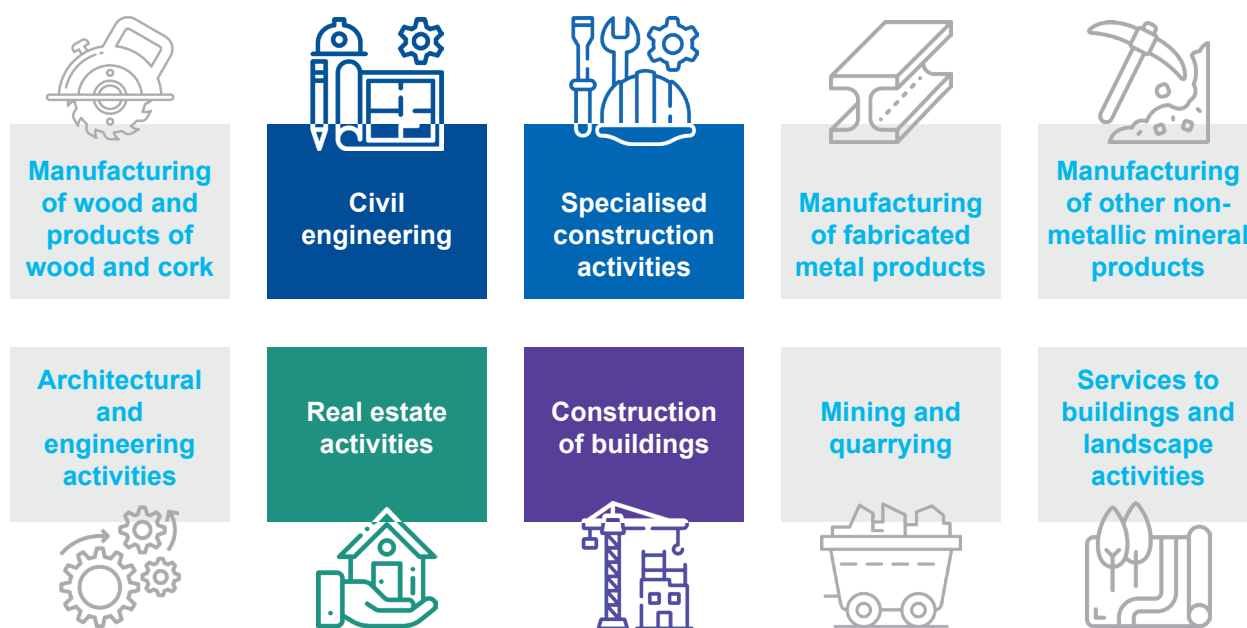 Manufacturing
of wood and
products of
wood and cork
Civil
engineering
Specialised
construction
activities
Manufacturing
of fabricated
metal products
Manufacturing
of other non-
metallic mineral
products
Architectural
and
engineering
activities
Real estate
activities
Construction
of buildings
Mining and
quarrying
Services to
buildings and
landscape
activities